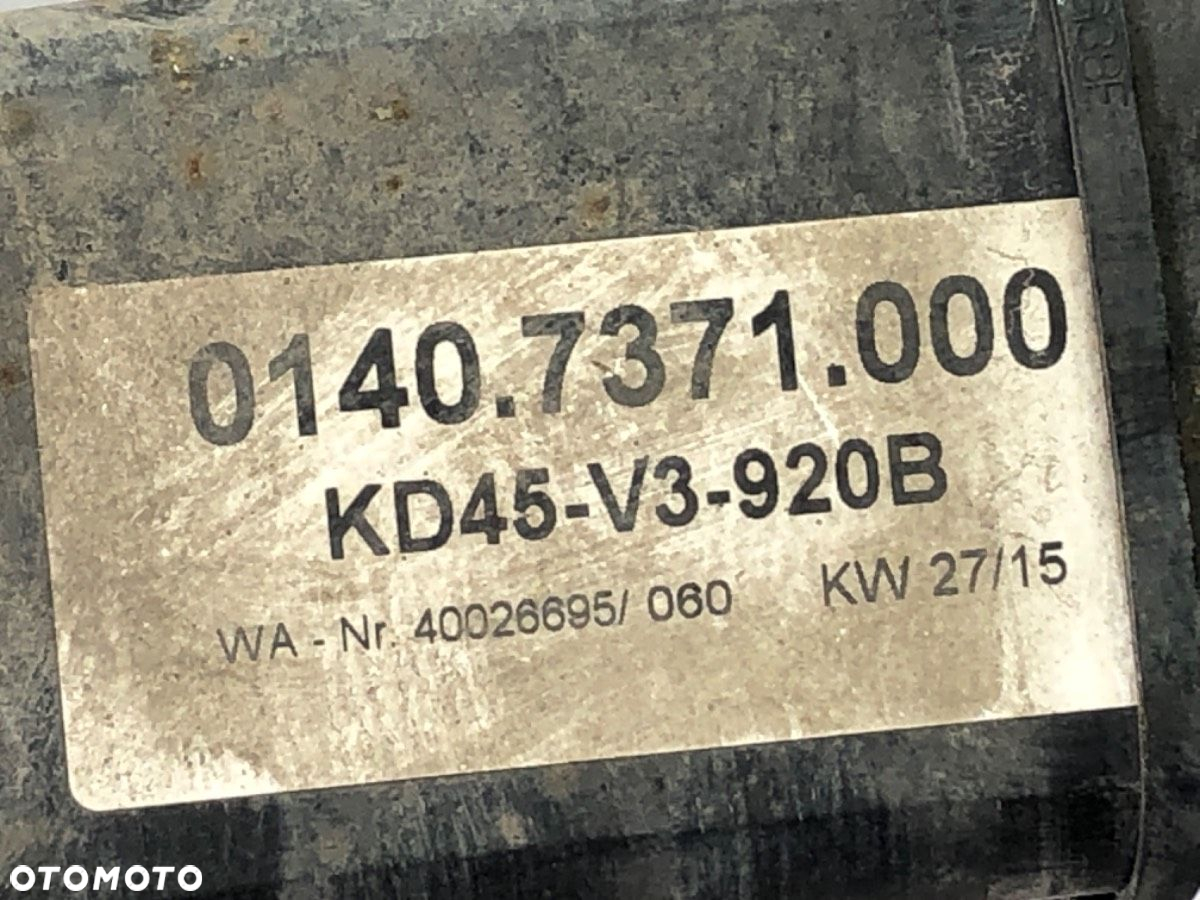 0140.7371.000
KD45-V3-920B
WA - Nr. 40026695/ 060 KW 27/15
OTOMOTO